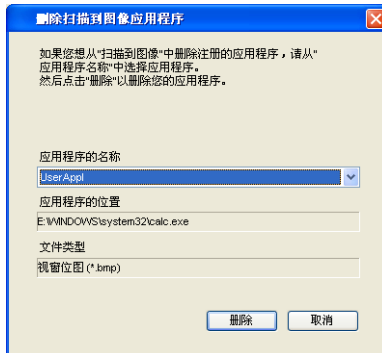 删除扫描到图像应用程序
如果您想从"扫描到图像"中删除注册的应用程序，请从"
应用程序名称"中选择应用程序。
然后点击"删除"以删除您的应用程序。
应用程序的名称
UserAppl
应用程序的位置
E:\WINDOWS\system32\calc.exe
文件类型
视窗位图 (*.bmp)
删除 取消